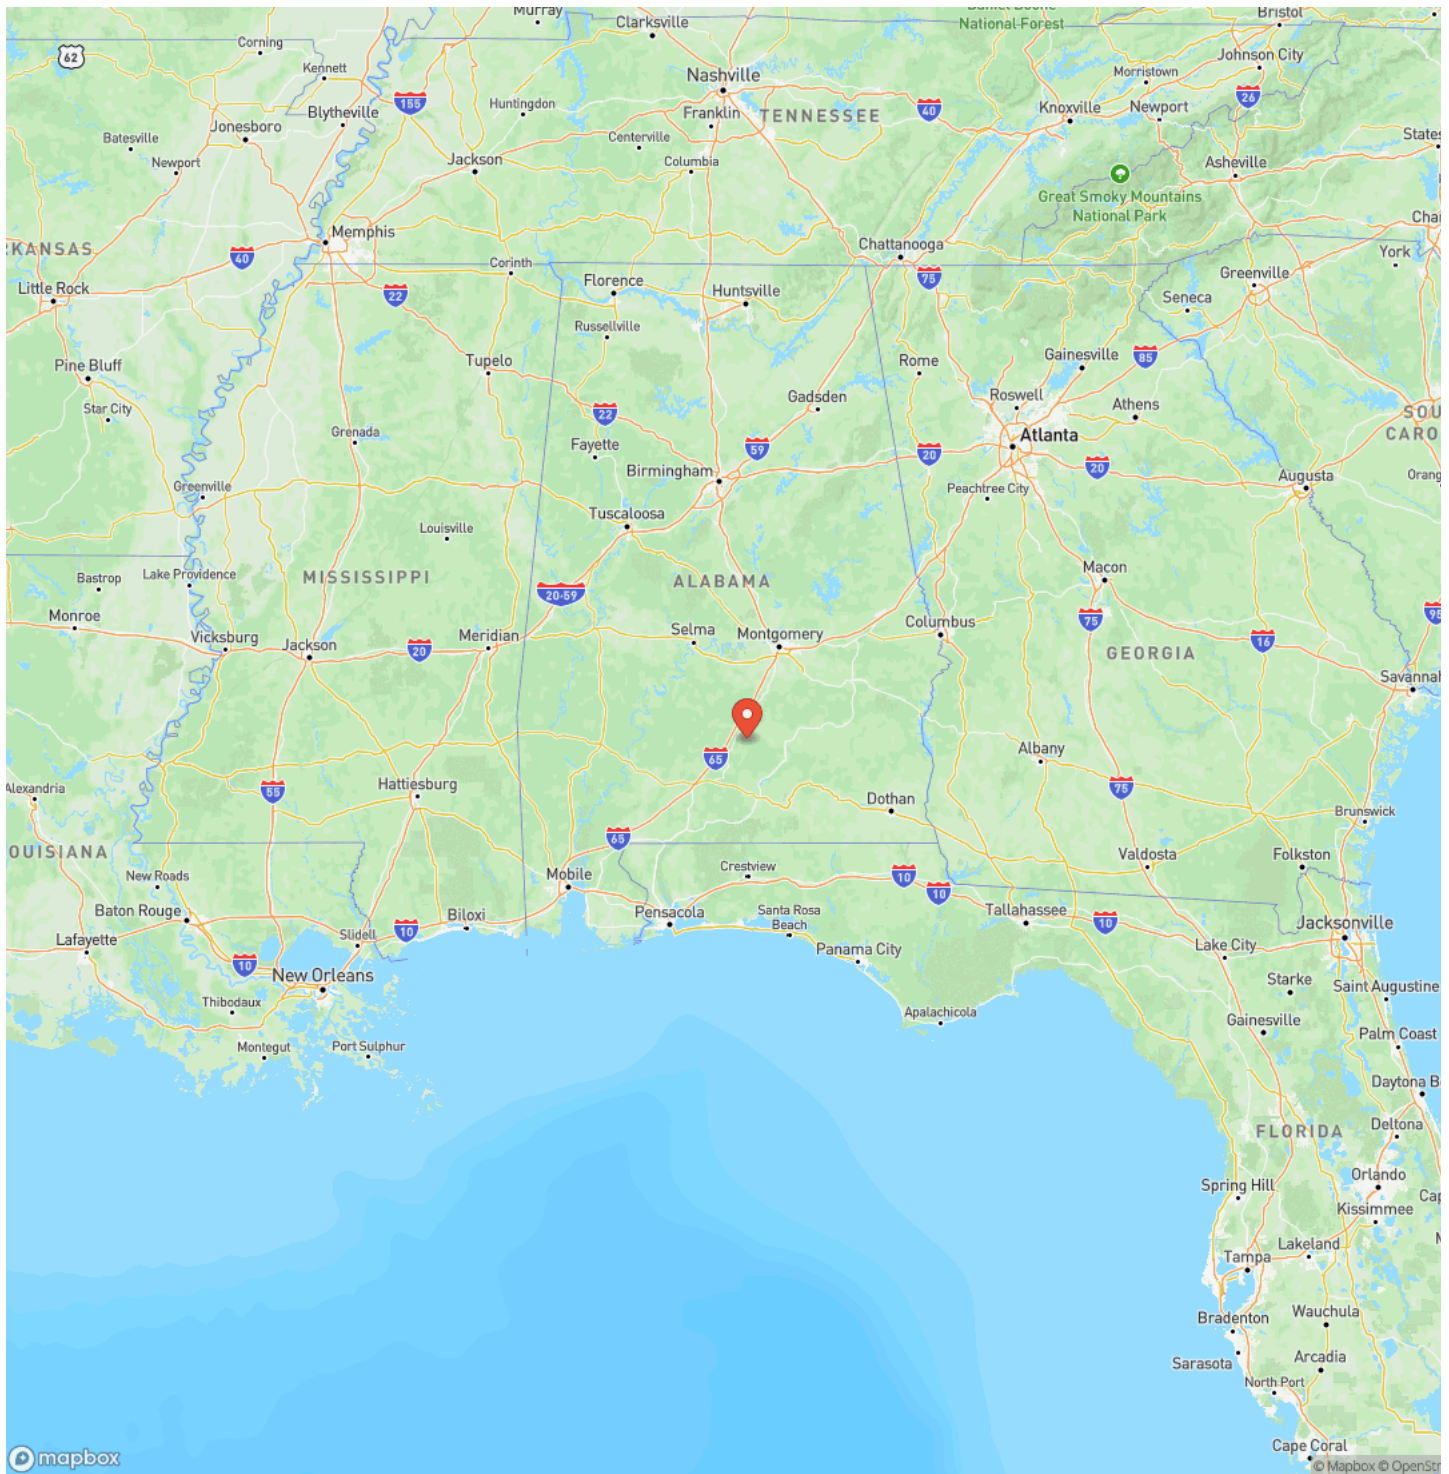 Murray
Clarksville
Daniel Boone
National Forest
Bristol
62
Corning
Kennett
155
Huntingdon
Nashville
Franklin
TENNESSEE
40
Johnson City
Morristown
Knoxville
Newport
26
Batesville
Jonesboro
Blytheville
Newport
Jackson
Centerville
Columbia
Asheville
States
Great Smoky Mountains
National Park
RKANSAS
40
Memphis
Corinth
Chattanooga
Char
York
Little Rock
22
Florence
Huntsville
75
Greenville
Seneca
Russellville
Pine Bluff
Tupelo
Rome
Gainesville
85
Star City
Gadsden
Roswell
Athens
SOU
CARO
Grenada
22
Fayette
59
Atlanta
20
20
Birmingham
Peachtree City
Augusta
Orang
Greenville
Louisville
Tuscaloosa
Bastrop
Lake Providence
MISSISSIPPI
20-59
ALABAMA
Macon
Monroe
Vicksburg
Jackson
20
Meridian
Selma
Montgomery
Columbus
75
16
95
GEORGIA
Savannah
65
Albany
Alexandria
55
Hattiesburg
Dothan
75
Brunswick
OUISIANA
65
New Roads
Mobile
Crestview
10
10
Valdosta
Folkston
Baton Rouge
Slidell
10
Biloxi
Pensacola
Santa Rosa
Beach
Tallahassee
10
Jacksonville
Lafayette
10
New Orleans
Panama City
Lake City
Starke
Saint Augustine
Thibodaux
Apalachicola
Gainesville
Montegut
Port Sulphur
Palm Coast
Daytona B
FLORIDA
Deltona
Orlando
Spring Hill
Cap
Kissimmee
Tampa
Lakeland
Bradenton
Wauchula
Sarasota
Arcadia
North Port
Cape Coral
mapbox
© Mapbox © OpenStr